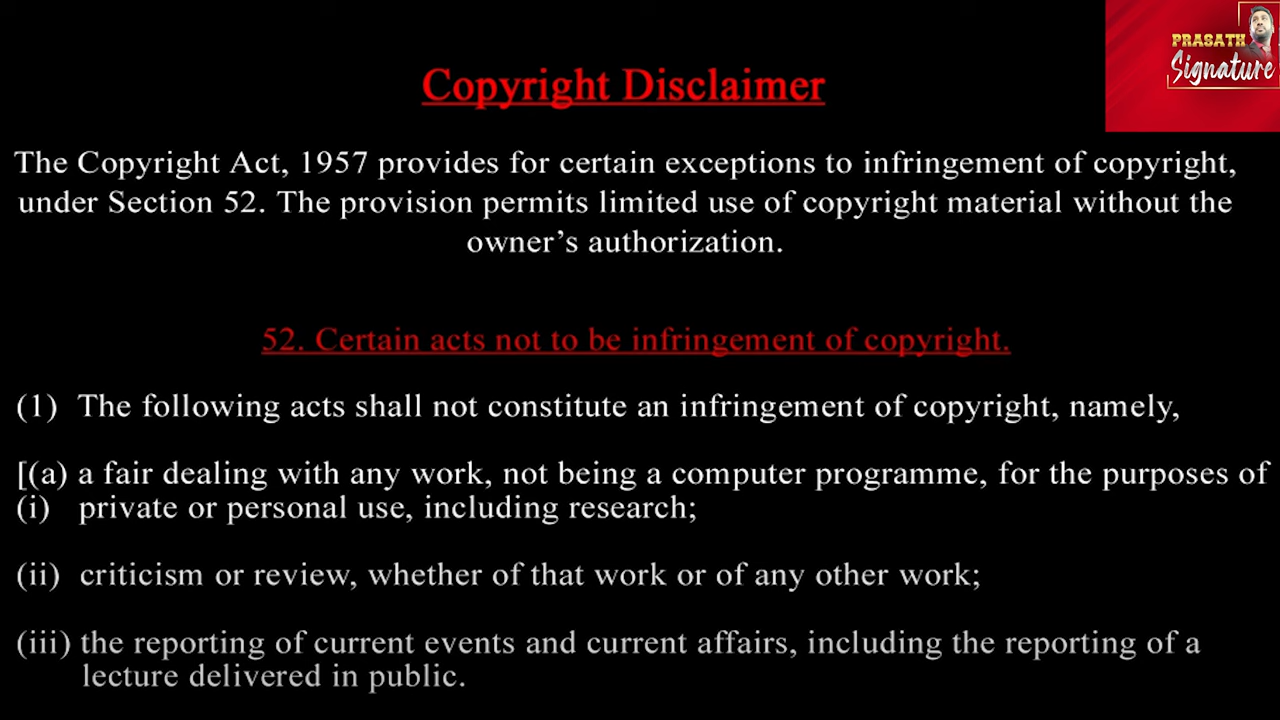 PRASATH
Signature
Copyright Disclaimer
The Copyright Act, 1957 provides for certain exceptions to infringement of copyright,
under Section 52. The provision permits limited use of copyright material without the
owner’s authorization.
52. Certain acts not to be infringement of copyright.
(1) The following acts shall not constitute an infringement of copyright, namely,
[(a) a fair dealing with any work, not being a computer programme, for the purposes of
(i) private or personal use, including research;
(ii) criticism or review, whether of that work or of any other work;
(iii) the reporting of current events and current affairs, including the reporting of a
lecture delivered in public.